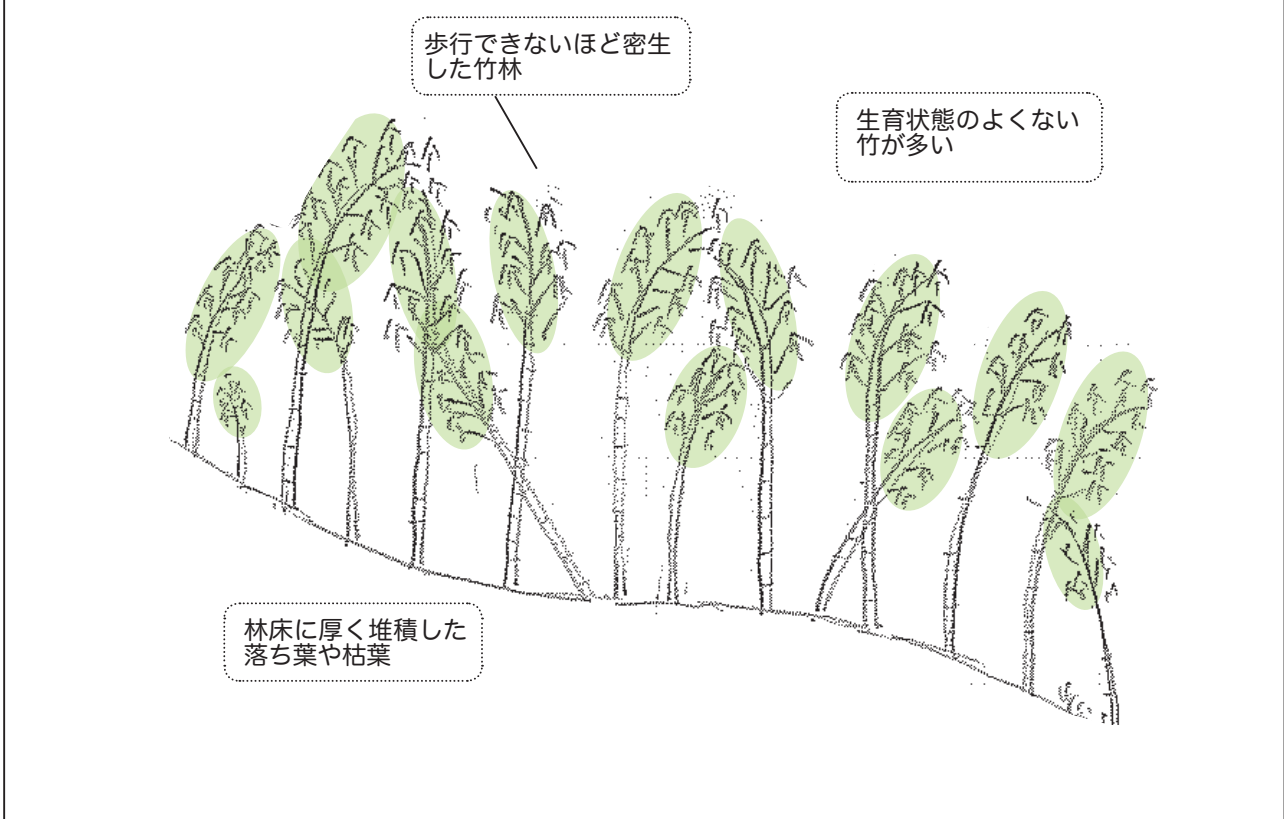 歩行できないほど密生
した竹林
生育状態のよくない
竹が多い
林床に厚く堆積した
落ち葉や枯葉